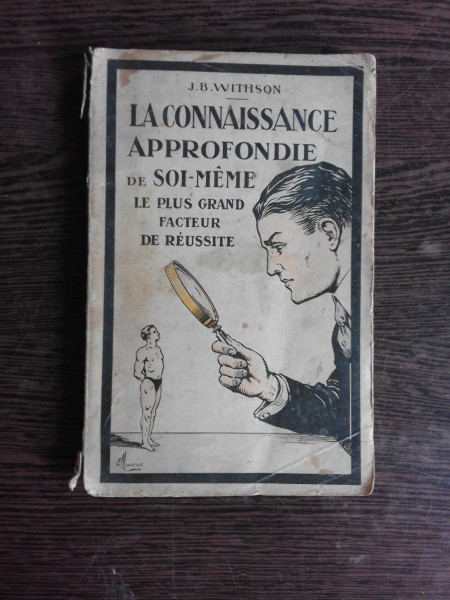 J.B. WITHSON
LA CONNAISSANCE
APPROFONDIE
DE SOI-MÊME
LE PLUS GRAND
FACTEUR
DE RÉUSSITE